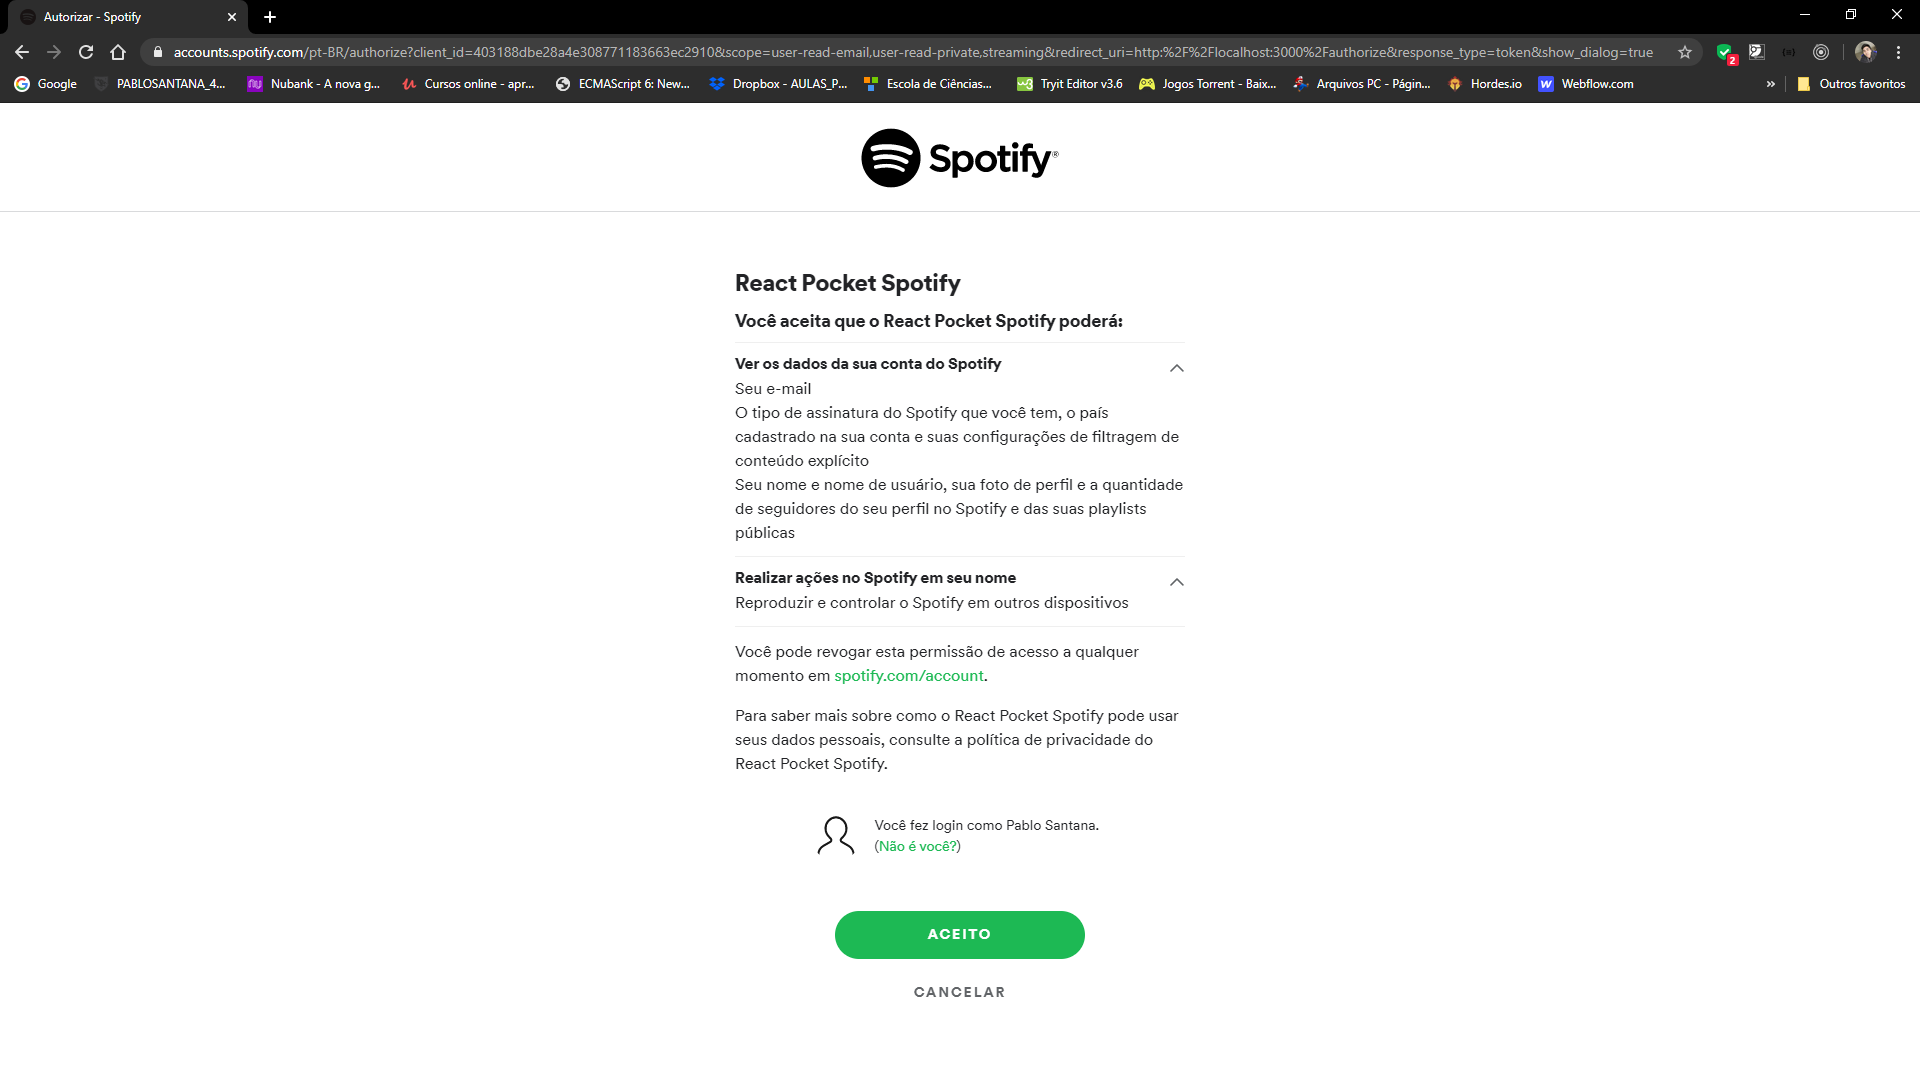 Autorizar - Spotify
accounts.spotify.com/pt-BR/authorize?client_id=403188dbe28a4e308771183663ec2910&scope=user-read-email,user-read-private,streaming&redirect_uri=http:%2F%2Flocalhost:3000%2Fauthorize&response_type=token&show_dialog=true
2
Google PABLOSANTANA_4... Nubank - A nova g... Cursos online - apr... ECMAScript 6: New... Dropbox - AULAS_P... Escola de Ciências... Tryit Editor v3.6 Jogos Torrent - Baix... Arquivos PC - Págin... Hordes.io Webflow.com » Outros favoritos
Spotify®
React Pocket Spotify
Você aceita que o React Pocket Spotify poderá:
Ver os dados da sua conta do Spotify
Seu e-mail
O tipo de assinatura do Spotify que você tem, o país
cadastrado na sua conta e suas configurações de filtragem de
conteúdo explícito
Seu nome e nome de usuário, sua foto de perfil e a quantidade
de seguidores do seu perfil no Spotify e das suas playlists
públicas
Realizar ações no Spotify em seu nome
Reproduzir e controlar o Spotify em outros dispositivos
Você pode revogar esta permissão de acesso a qualquer
momento em spotify.com/account.
Para saber mais sobre como o React Pocket Spotify pode usar
seus dados pessoais, consulte a política de privacidade do
React Pocket Spotify.
Você fez login como Pablo Santana.
(Não é você?)
ACEITO
CANCELAR